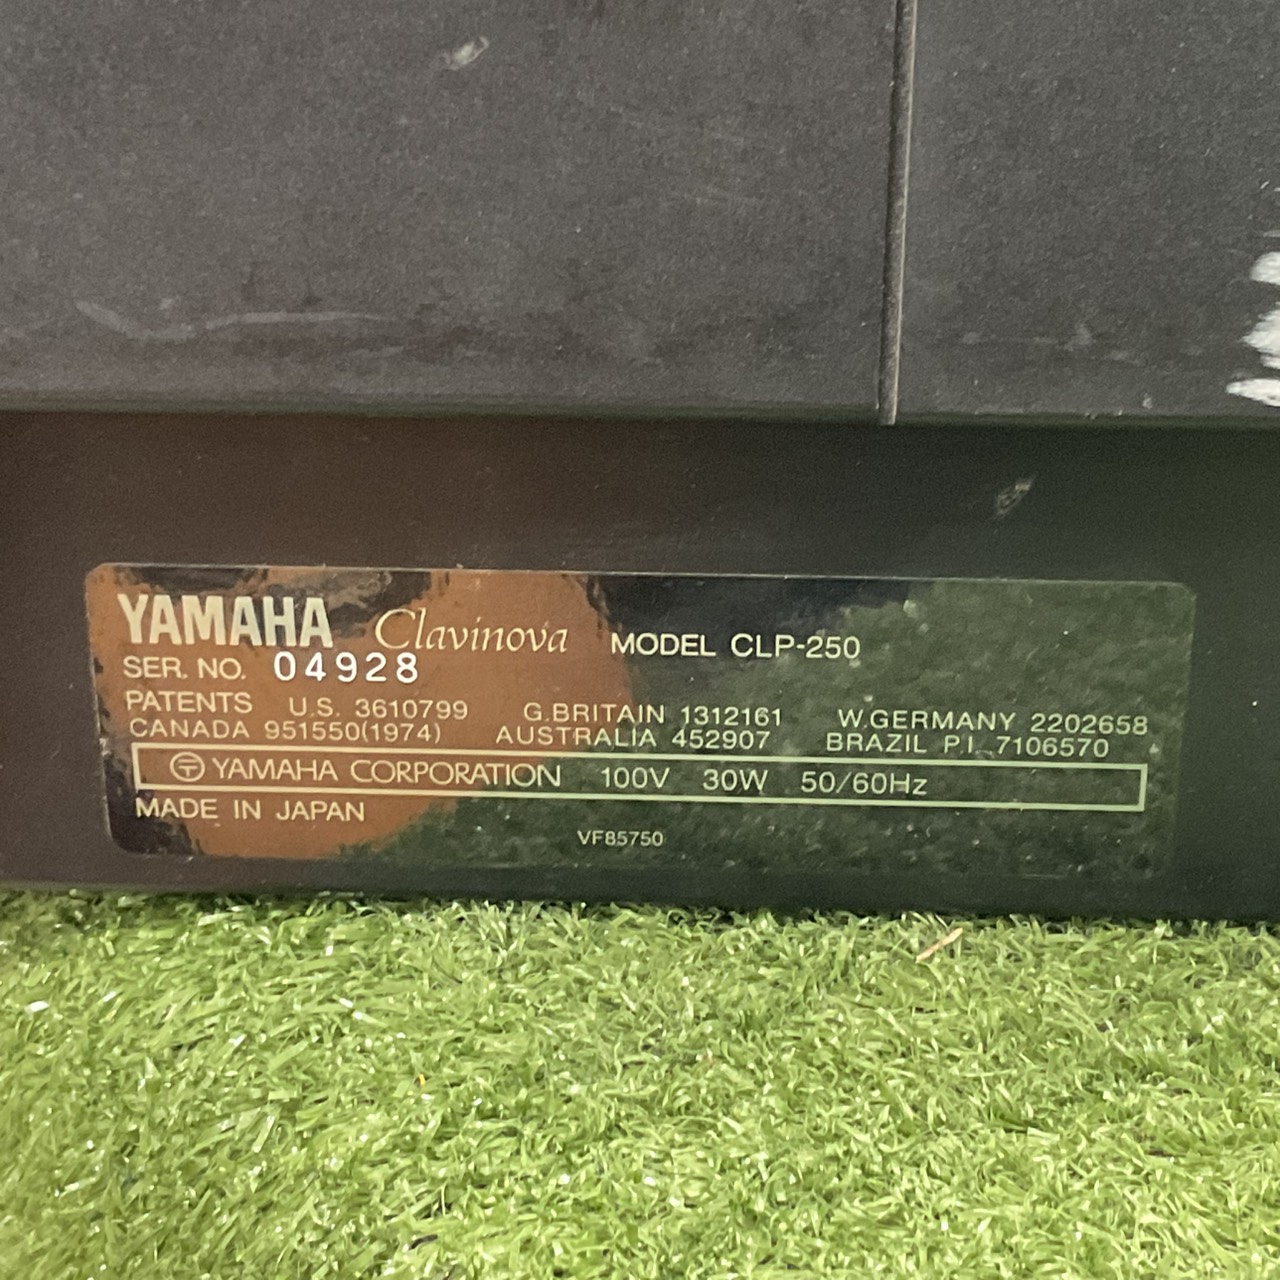 YAMAHA Clavinova MODEL CLP-250
SER. NO. 04928
PATENTS U.S. 3610799 G.BRITAIN 1312161 W.GERMANY 2202658
CANADA 951550(1974) AUSTRALIA 452907 BRAZIL P.I. 7106570
YAMAHA CORPORATION 100V 30W 50/60Hz
MADE IN JAPAN
VF85750